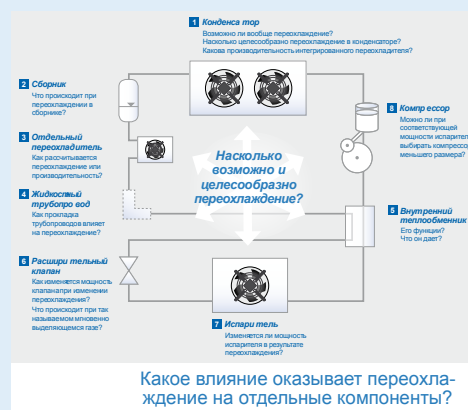 1 Конденса тор
Возможно ли вообще переохлаждение?
Насколько целесообразно переохлаждение в конденсаторе?
Какова производительность интегрированного переохладителя?
2 Сборник
Что происходит при
переохлаждении в
сборнике?
3 Отдельный
переохладитель
Как рассчитывается
переохлаждение или
производительность?
4 Жидкостный
трубопро вод
Как прокладка
трубопроводов влияет
на переохлаждение?
6 Расшири тельный
клапан
Как изменяется мощность
клапана при изменении
переохлаждения?
Что происходит при так
называемом мгновенно
выделяющемся газе?
Насколько
возможно и
целесообразно
переохлаждение?
8 Компр ессор
Можно ли при
соответствующей
мощности испарител
выбирать компрессо
меньшего размера?
5 Внутренний
теплообменник
Его функции?
Что он дает?
7 Испари тель
Изменяется ли мощность
испарителя в результате
переохлаждения?
Какое влияние оказывает переохла-
ждение на отдельные компоненты?